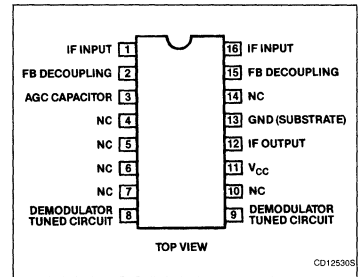 IF INPUT 1 16 IF INPUT
FB DECOUPLING 2 15 FB DECOUPLING
AGC CAPACITOR 3 14 NC
NC 4 13 GND (SUBSTRATE)
NC 5 12 IF OUTPUT
NC 6 11 VCC
NC 7 10 NC
DEMODULATOR TUNED CIRCUIT 8 9 DEMODULATOR TUNED CIRCUIT
TOP VIEW
CD12530S